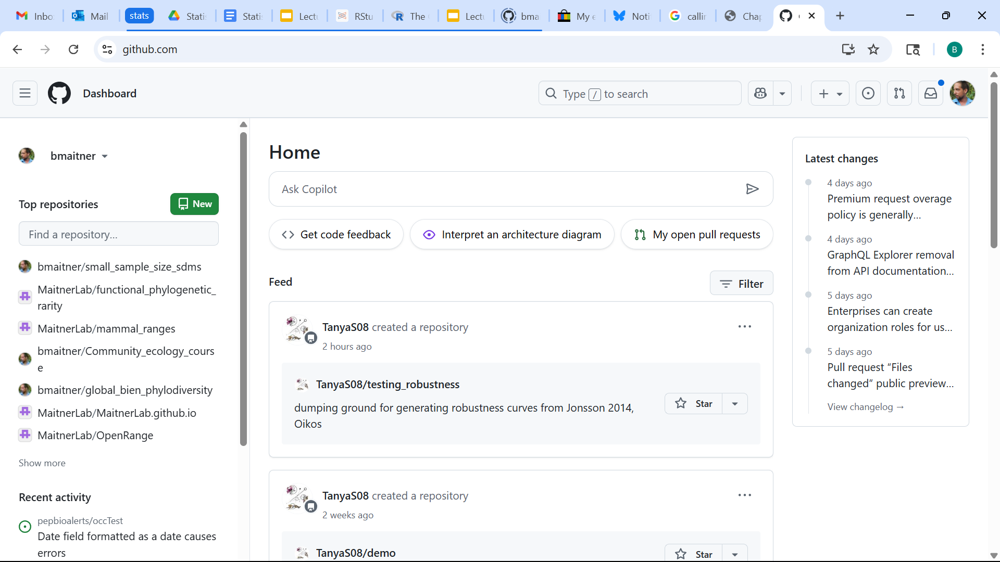 Inbo
Mail
stats
Stati
Stati
Lectu
RStu
The
Lectu
bma
My e
Noti
callin
Chap
github.com
B
Dashboard
Type / to search
bmaitner
Top repositories
New
Find a repository...
bmaitner/small_sample_size_sdms
MaitnerLab/functional_phylogenetic_
rarity
MaitnerLab/mammal_ranges
bmaitner/Community_ecology_cours
e
bmaitner/global_bien_phylodiversity
MaitnerLab/MaitnerLab.github.io
MaitnerLab/OpenRange
Show more
Recent activity
pepbioalerts/occTest
Date field formatted as a date causes
errors
Home
Ask Copilot
Get code feedback
Interpret an architecture diagram
My open pull requests
Feed
Filter
TanyaS08 created a repository
2 hours ago
TanyaS08/testing_robustness
dumping ground for generating robustness curves from Jonsson 2014,
Oikos
Star
TanyaS08 created a repository
2 weeks ago
TanyaS08/demo
Star
Latest changes
4 days ago
Premium request overage
policy is generally...
4 days ago
GraphQL Explorer removal
from API documentation...
5 days ago
Enterprises can create
organization roles for us...
5 days ago
Pull request “Files
changed” public preview...
View changelog →